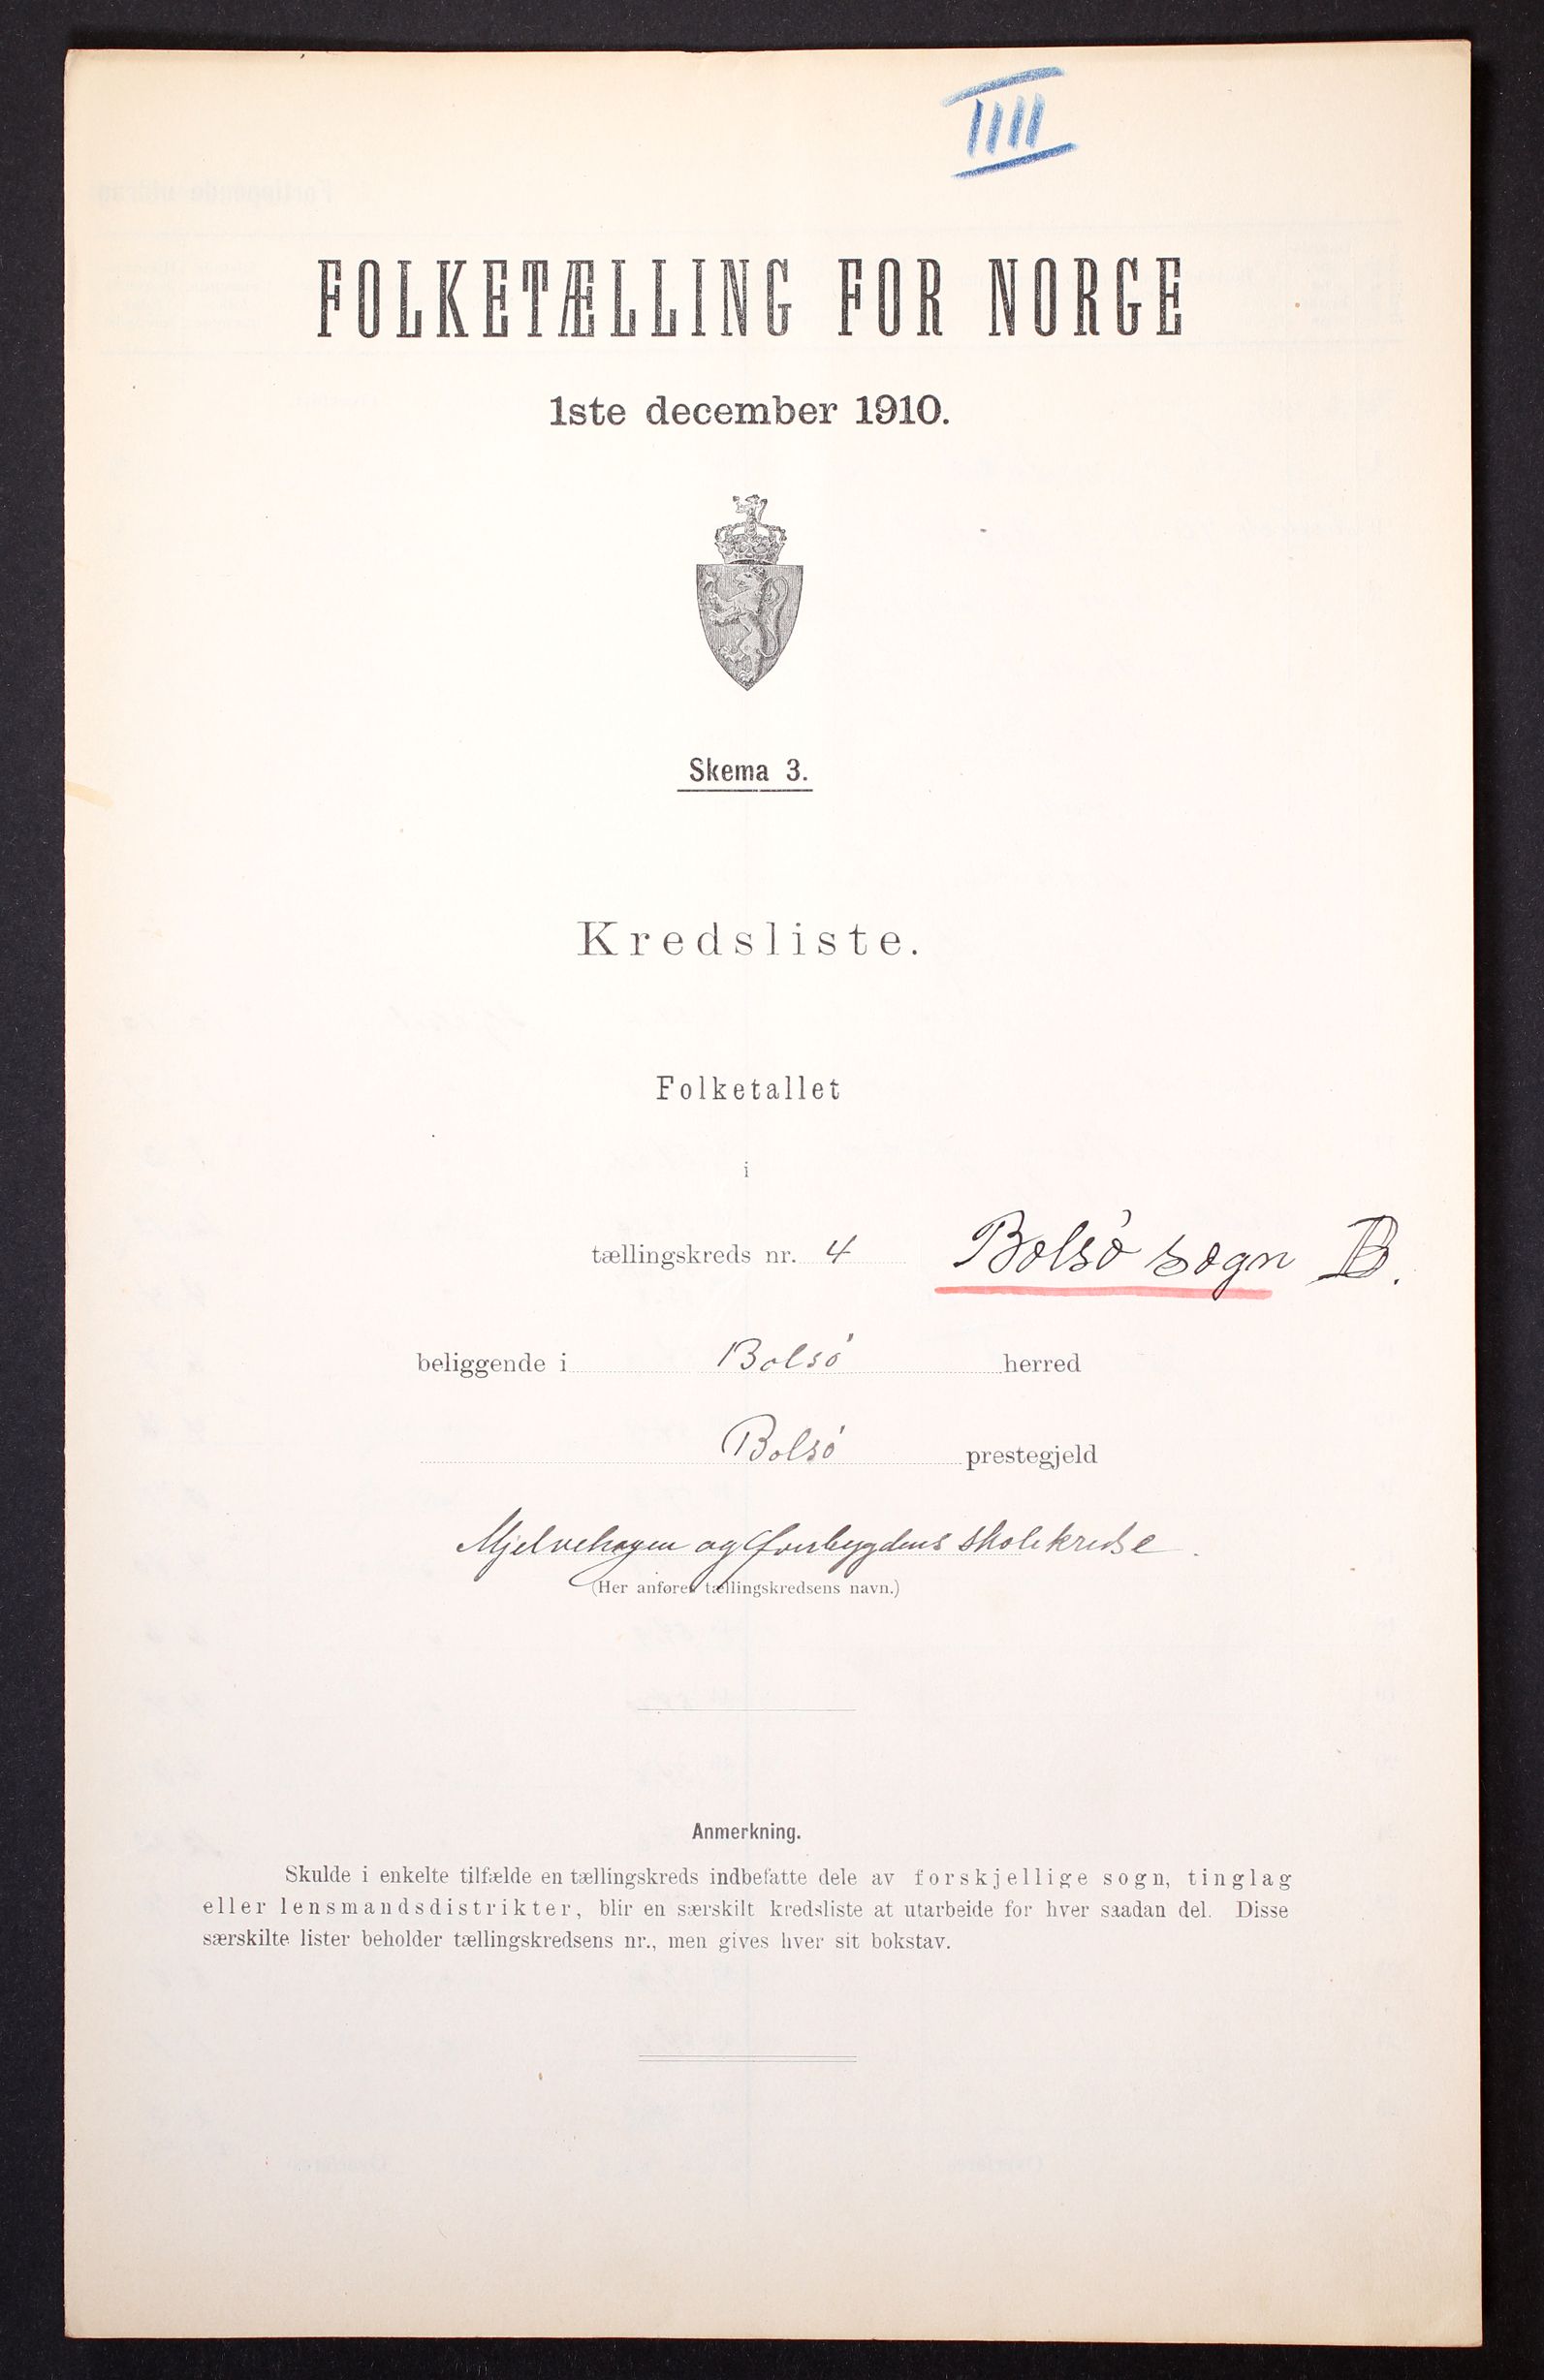 IIII
FOLKETÆLLING FOR NORGE
1ste december 1910.
Skema 3.
Kredsliste.
Folketallet
i
tællingskreds nr. 4 Bolsø sogn B.
beliggende i Bolsø herred
Bolsø prestegjeld
Mjelvehagen og skolekredse.
(Her anføres tællingskredsens navn.)
Anmerkning.
Skulde i enkelte tilfælde en tællingskreds indbefatte dele av forskjellige sogn, tinglag
eller lensmandsdistrikter, blir en særskilt kredsliste at utarbeide for hver saadan del. Disse
særskilte lister beholder tællingskredsens nr., men gives hver sit bokstav.